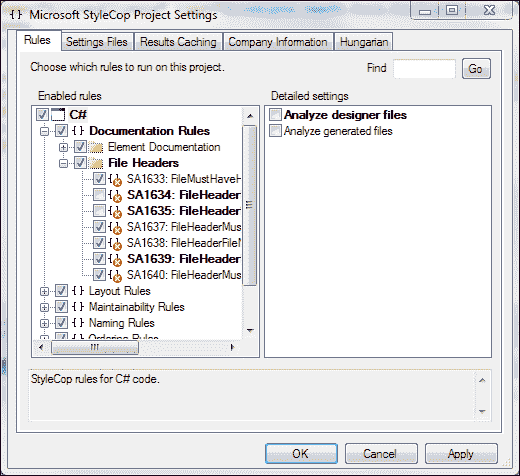 Microsoft StyleCop Project Settings
Rules Settings Files Results Caching Company Information Hungarian
Choose which rules to run on this project. Find Go
Enabled rules Detailed settings
C# Analyze designer files
{ } Documentation Rules Analyze generated files
Element Documentation
File Headers
SA1633: FileMustHaveH
SA1634: FileHeader
SA1635: FileHeader
SA1637: FileHeaderMus
SA1638: FileHeaderFileN
SA1639: FileHeader
SA1640: FileHeaderMus
{ } Layout Rules
{ } Maintainability Rules
{ } Naming Rules
{ } Ordering Rules
StyleCop rules for C# code.
OK Cancel Apply